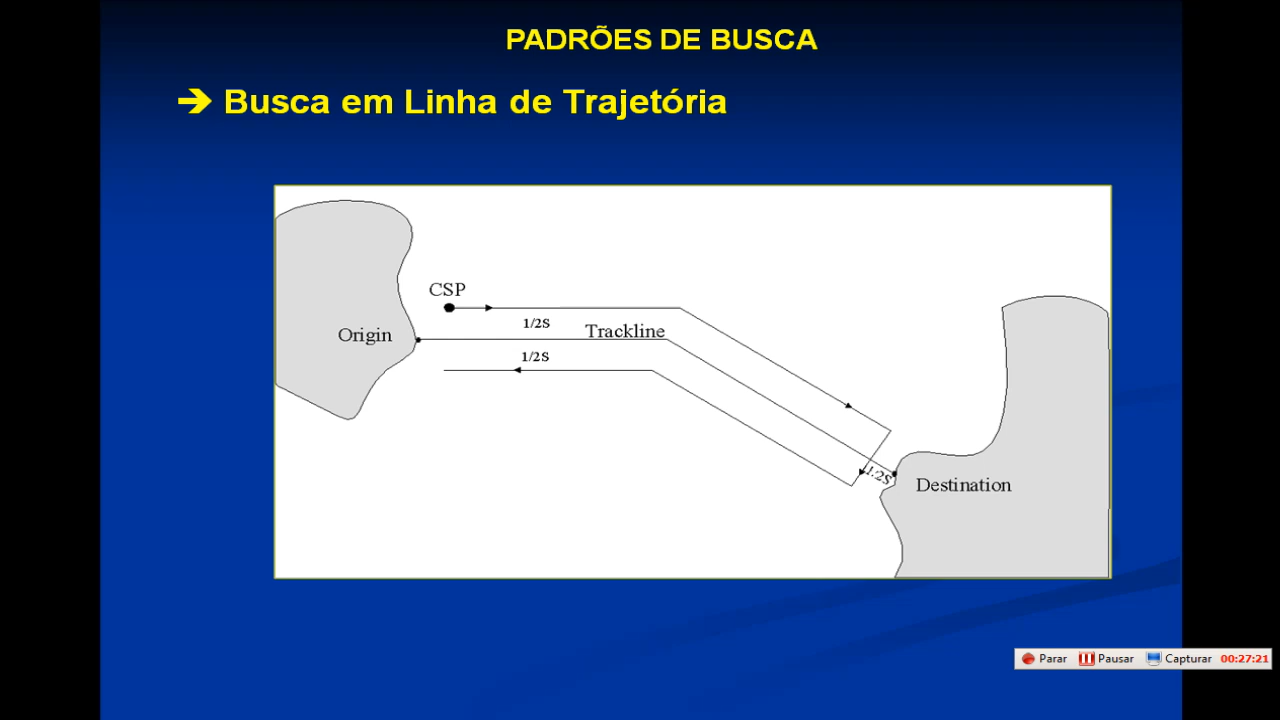 PADRÕES DE BUSCA
➔ Busca em Linha de Trajetória
CSP
1/2S
Trackline
Origin
1/2S
1/2S
Destination
Parar Pausar Capturar 00:27:21